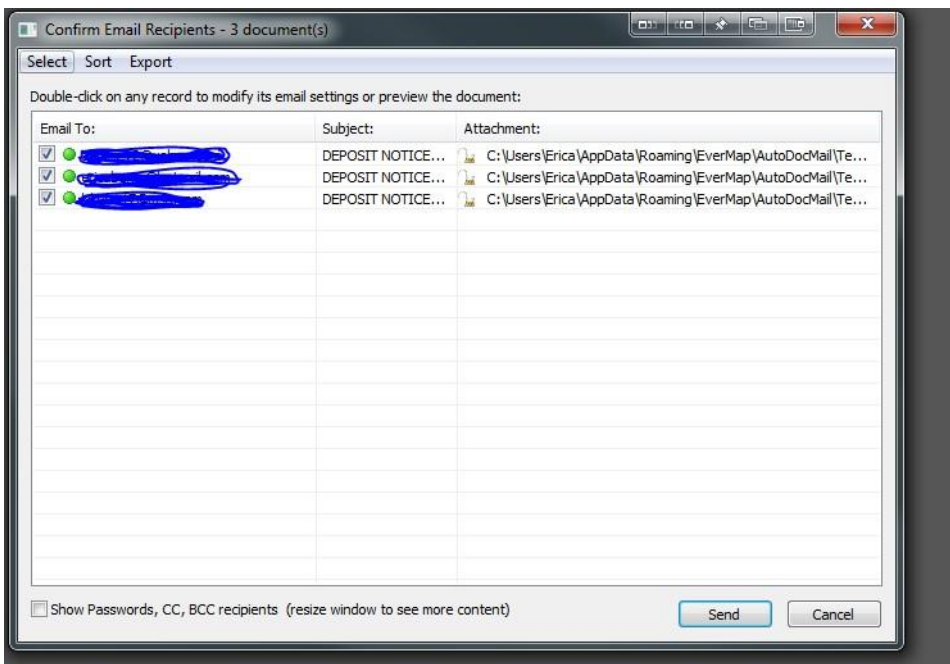 Confirm Email Recipients - 3 document(s)
Select Sort Export
Double-click on any record to modify its email settings or preview the document:
Email To: Subject: Attachment:
DEPOSIT NOTICE... C:\Users\Erica\AppData\Roaming\EverMap\AutoDocMail\Te...
DEPOSIT NOTICE... C:\Users\Erica\AppData\Roaming\EverMap\AutoDocMail\Te...
DEPOSIT NOTICE... C:\Users\Erica\AppData\Roaming\EverMap\AutoDocMail\Te...
Show Passwords, CC, BCC recipients (resize window to see more content) Send Cancel